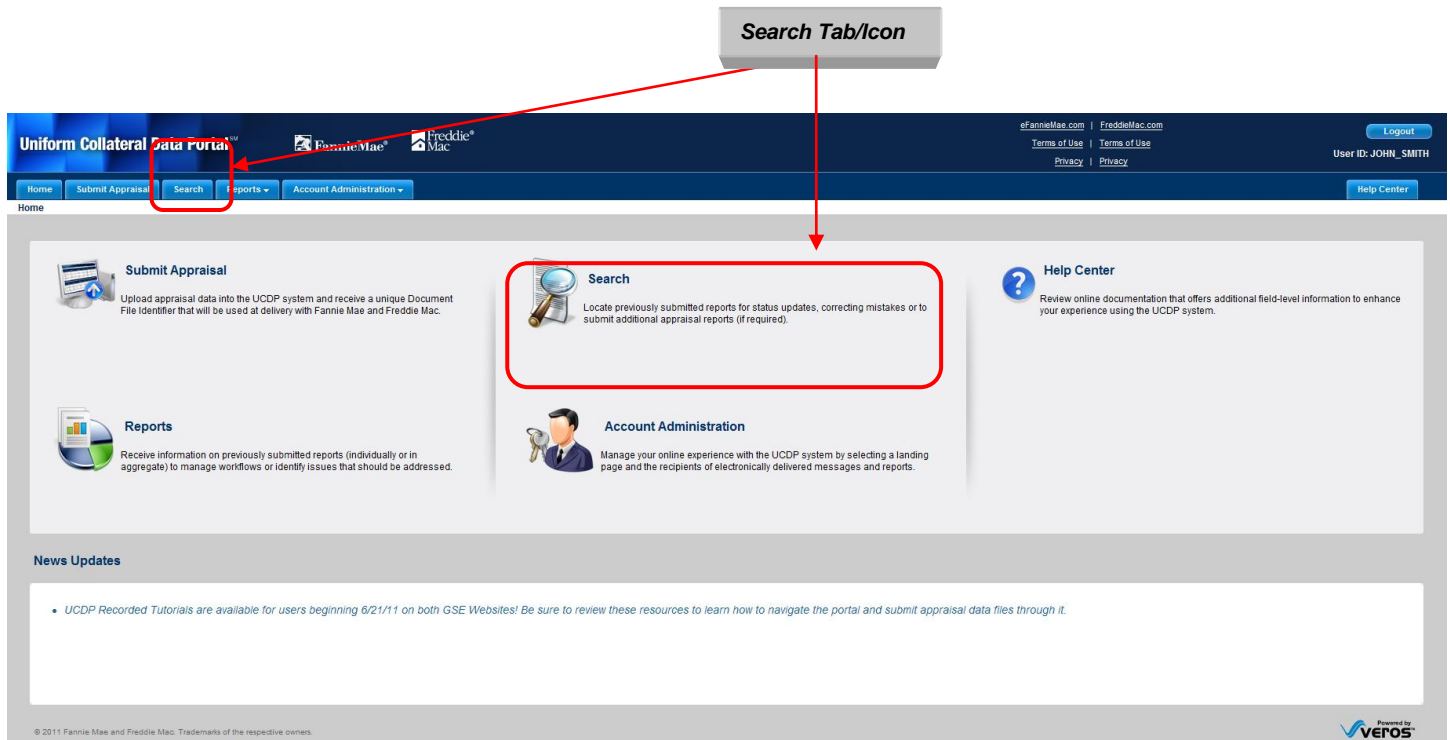 Search Tab/Icon
Uniform Collateral Data Portal℠
FannieMae®
Freddie®
Mac
eFannieMae.com | FreddieMac.com
Terms of Use | Terms of Use
Privacy | Privacy
Logout
User ID: JOHN_SMITH
Home Submit Appraisal Search Reports Account Administration Help Center
Home
Submit Appraisal
Upload appraisal data into the UCDP system and receive a unique Document
File Identifier that will be used at delivery with Fannie Mae and Freddie Mac.
Search
Locate previously submitted reports for status updates, correcting mistakes or to
submit additional appraisal reports (if required).
Help Center
Review online documentation that offers additional field-level information to enhance
your experience using the UCDP system.
Reports
Receive information on previously submitted reports (individually or in
aggregate) to manage workflows or identify issues that should be addressed.
Account Administration
Manage your online experience with the UCDP system by selecting a landing
page and the recipients of electronically delivered messages and reports.
News Updates
• UCDP Recorded Tutorials are available for users beginning 6/21/11 on both GSE Websites! Be sure to review these resources to learn how to navigate the portal and submit appraisal data files through it.
© 2011 Fannie Mae and Freddie Mac. Trademarks of the respective owners.
Powered by
veros™